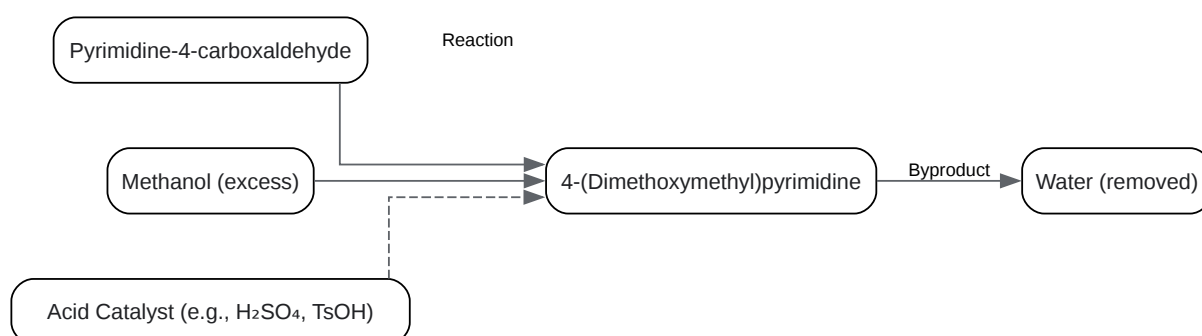 Pyrimidine-4-carboxaldehyde
Reaction
Methanol (excess)
4-(Dimethoxymethyl)pyrimidine
Byproduct
Water (removed)
Acid Catalyst (e.g., H₂SO₄, TsOH)